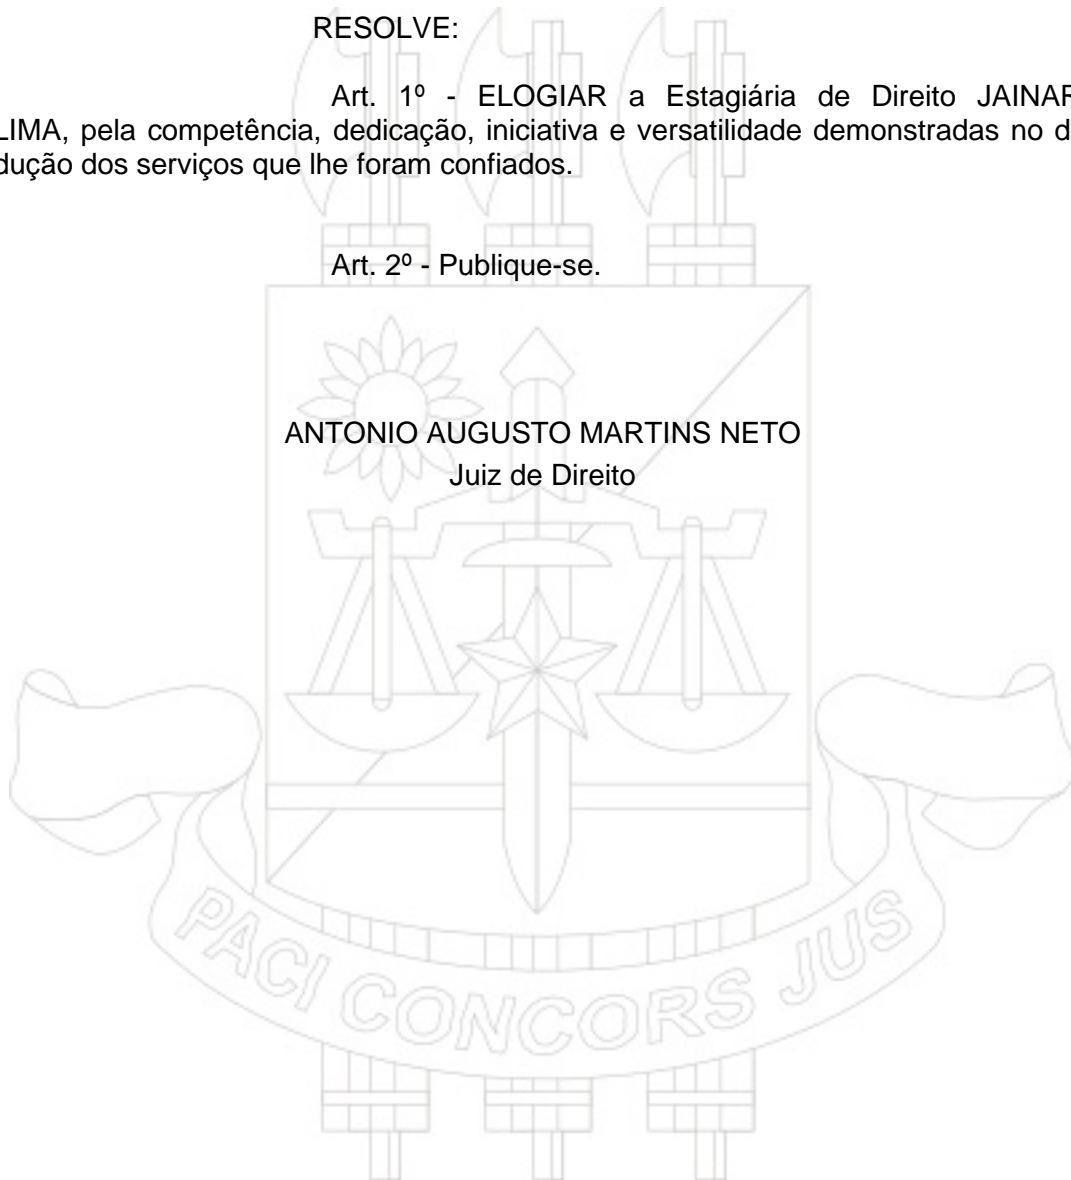 RESOLVE:
Art. 1º - ELOGIAR a Estagiária de Direito JAINAR
LIMA, pela competência, dedicação, iniciativa e versatilidade demonstradas no d
dução dos serviços que lhe foram confiados.
Art. 2º - Publique-se.
ANTONIO AUGUSTO MARTINS NETO
Juiz de Direito
PACI CONCORS JUS